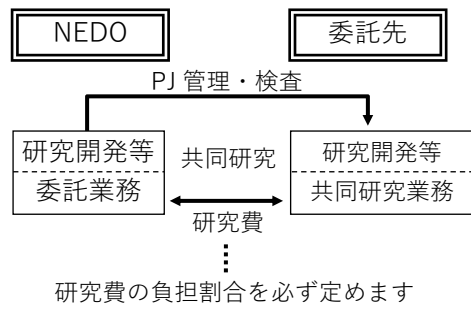 NEDO
委託先
PJ 管理・検査
研究開発等
委託業務
共同研究
研究費
研究開発等
共同研究業務
研究費の負担割合を必ず定めます